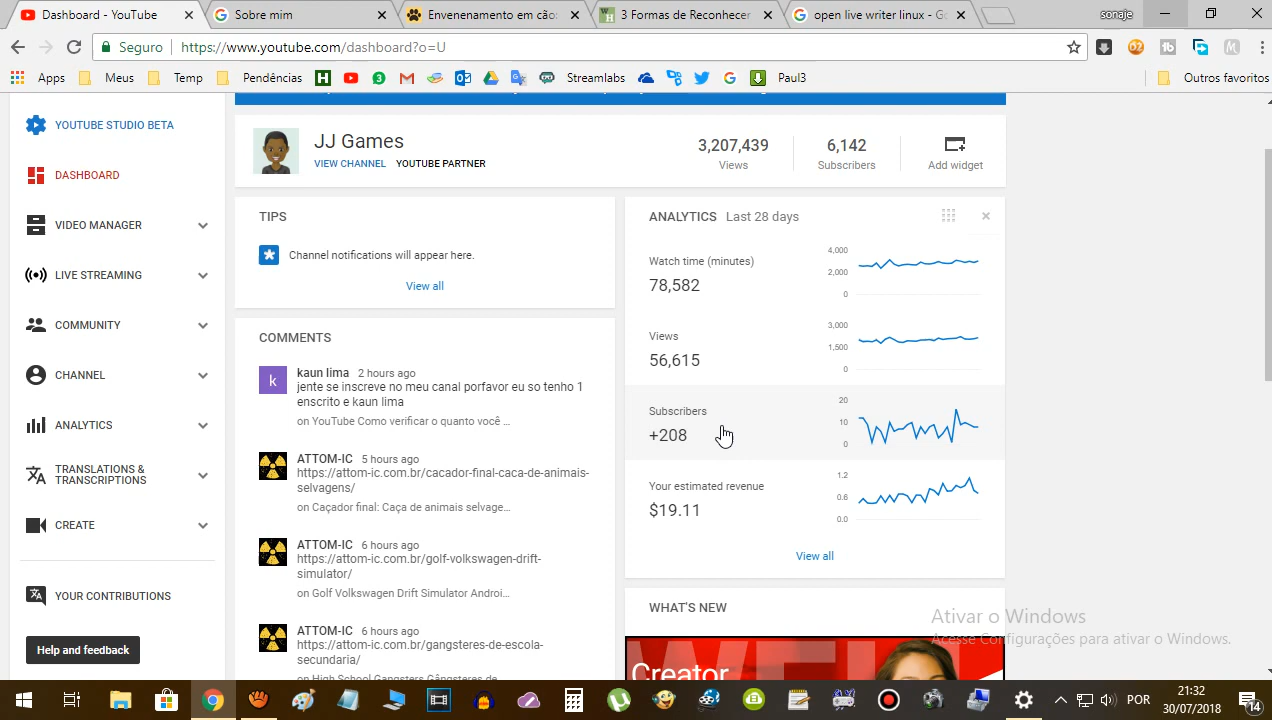 Dashboard - YouTube
Sobre mim
Envenenamento em cão:
3 Formas de Reconhecer
open live writer linux - Go
sonaje
Seguro
https://www.youtube.com/dashboard?o=U
Apps
Meus
Temp
Pendências
Streamlabs
Paul3
Outros favoritos
YOUTUBE STUDIO BETA
DASHBOARD
VIDEO MANAGER
LIVE STREAMING
COMMUNITY
CHANNEL
ANALYTICS
TRANSLATIONS &
TRANSCRIPTIONS
CREATE
YOUR CONTRIBUTIONS
Help and feedback
JJ Games
VIEW CHANNEL YOUTUBE PARTNER
3,207,439
Views
6,142
Subscribers
Add widget
TIPS
Channel notifications will appear here.
View all
COMMENTS
k
kaun lima 2 hours ago
jente se inscreve no meu canal porfavor eu so tenho 1
enscrito e kaun lima
on YouTube Como verificar o quanto você ...
ATTOM-IC 5 hours ago
https://attom-ic.com.br/cacador-final-caca-de-animais-
selvagens/
on Caçador final: Caça de animais selvage...
ATTOM-IC 6 hours ago
https://attom-ic.com.br/golf-volkswagen-drift-
simulator/
on Golf Volkswagen Drift Simulator Androi...
ATTOM-IC 6 hours ago
https://attom-ic.com.br/gangsteres-de-escola-
secundaria/
on High School Gangsters Gângsteres de
ANALYTICS Last 28 days
Watch time (minutes)
78,582
4,000
2,000
0
Views
56,615
3,000
1,500
0
Subscribers
+208
20
10
0
Your estimated revenue
$19.11
1.2
0.6
0.0
View all
WHAT'S NEW
Creator
Ativar o Windows
Acesse Configurações para ativar o Windows.
POR
21:32
30/07/2018
14